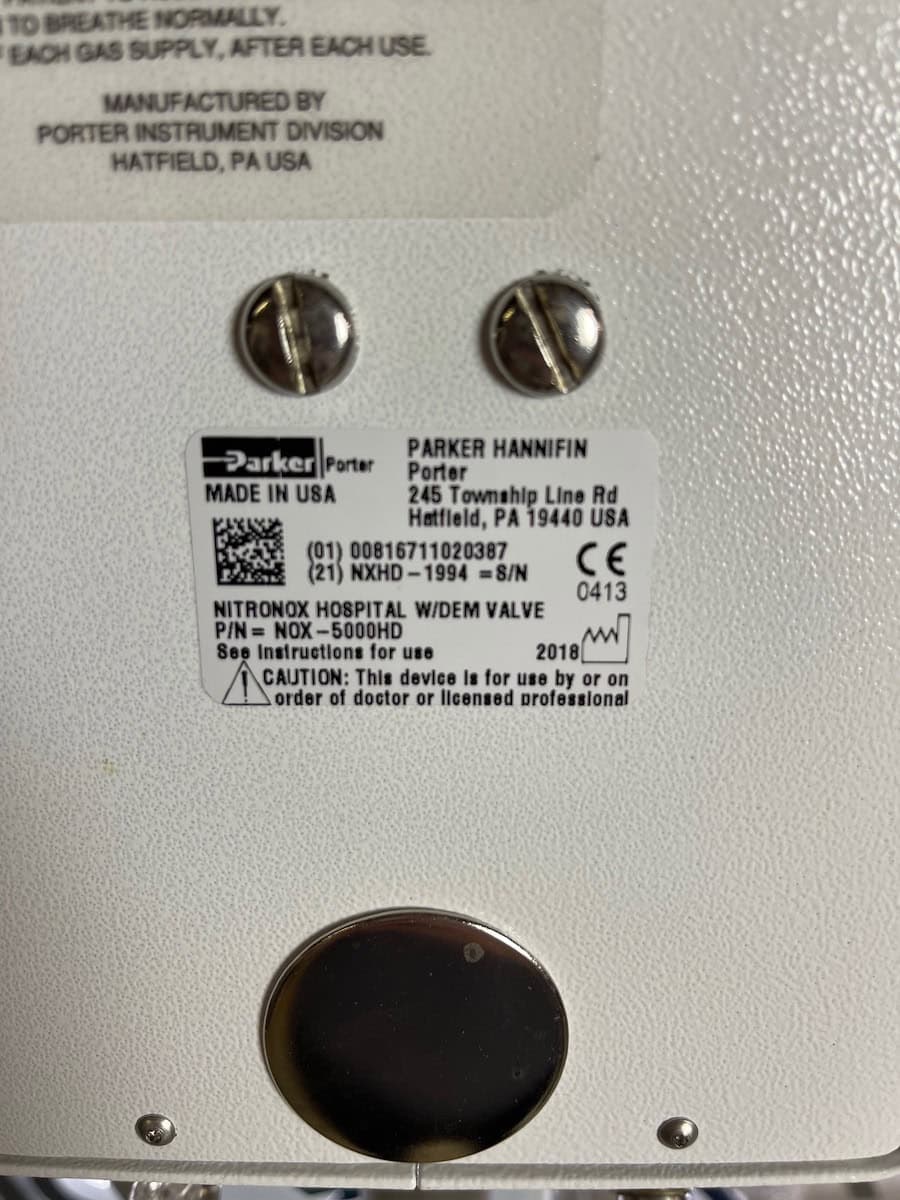 TO BREATHE NORMALLY.
EACH GAS SUPPLY, AFTER EACH USE.
MANUFACTURED BY
PORTER INSTRUMENT DIVISION
HATFIELD, PA USA
Parker Porter
MADE IN USA
PARKER HANNIFIN
Porter
245 Township Line Rd
Hatfield, PA 19440 USA
(01) 00816711020387
(21) NXHD-1994 =S/N
CE
0413
NITRONOX HOSPITAL W/DEM VALVE
P/N= NOX-5000HD
See Instructions for use
2018
CAUTION: This device is for use by or on
order of doctor or licensed professional